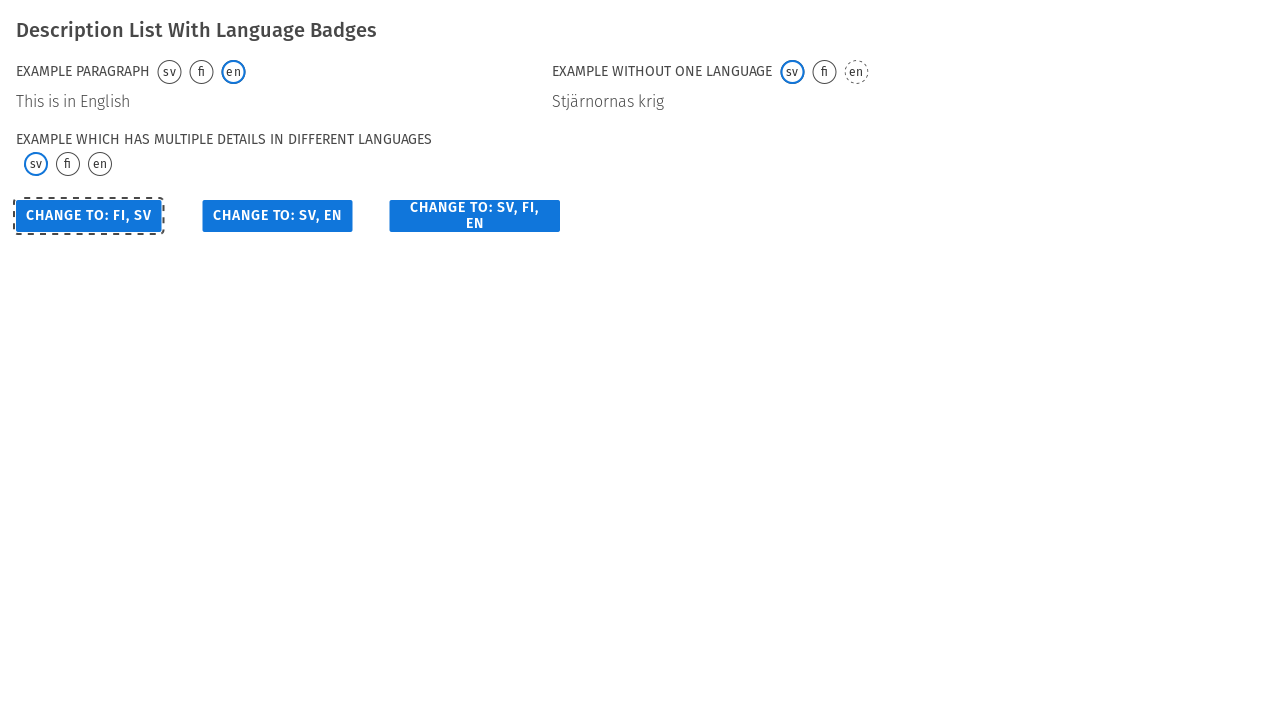 Description List With Language Badges
EXAMPLE PARAGRAPH sv fi en
This is in English
EXAMPLE WITHOUT ONE LANGUAGE sv fi en
Stjärnornas krig
EXAMPLE WHICH HAS MULTIPLE DETAILS IN DIFFERENT LANGUAGES
sv fi en
CHANGE TO: FI, SV
CHANGE TO: SV, EN
CHANGE TO: SV, FI,
EN